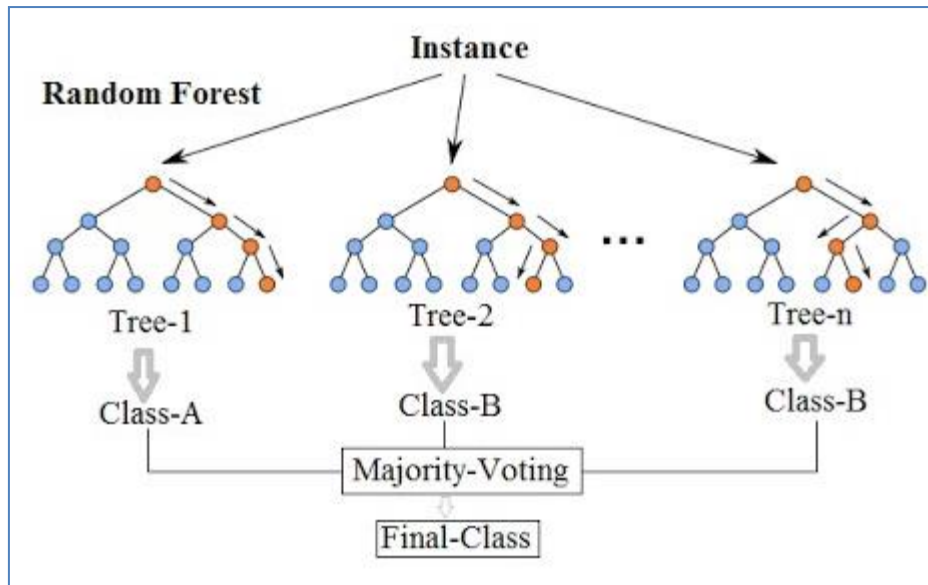 Instance
Random Forest
...
Tree-1
Tree-2
Tree-n
Class-A
Class-B
Class-B
Majority-Voting
Final-Class